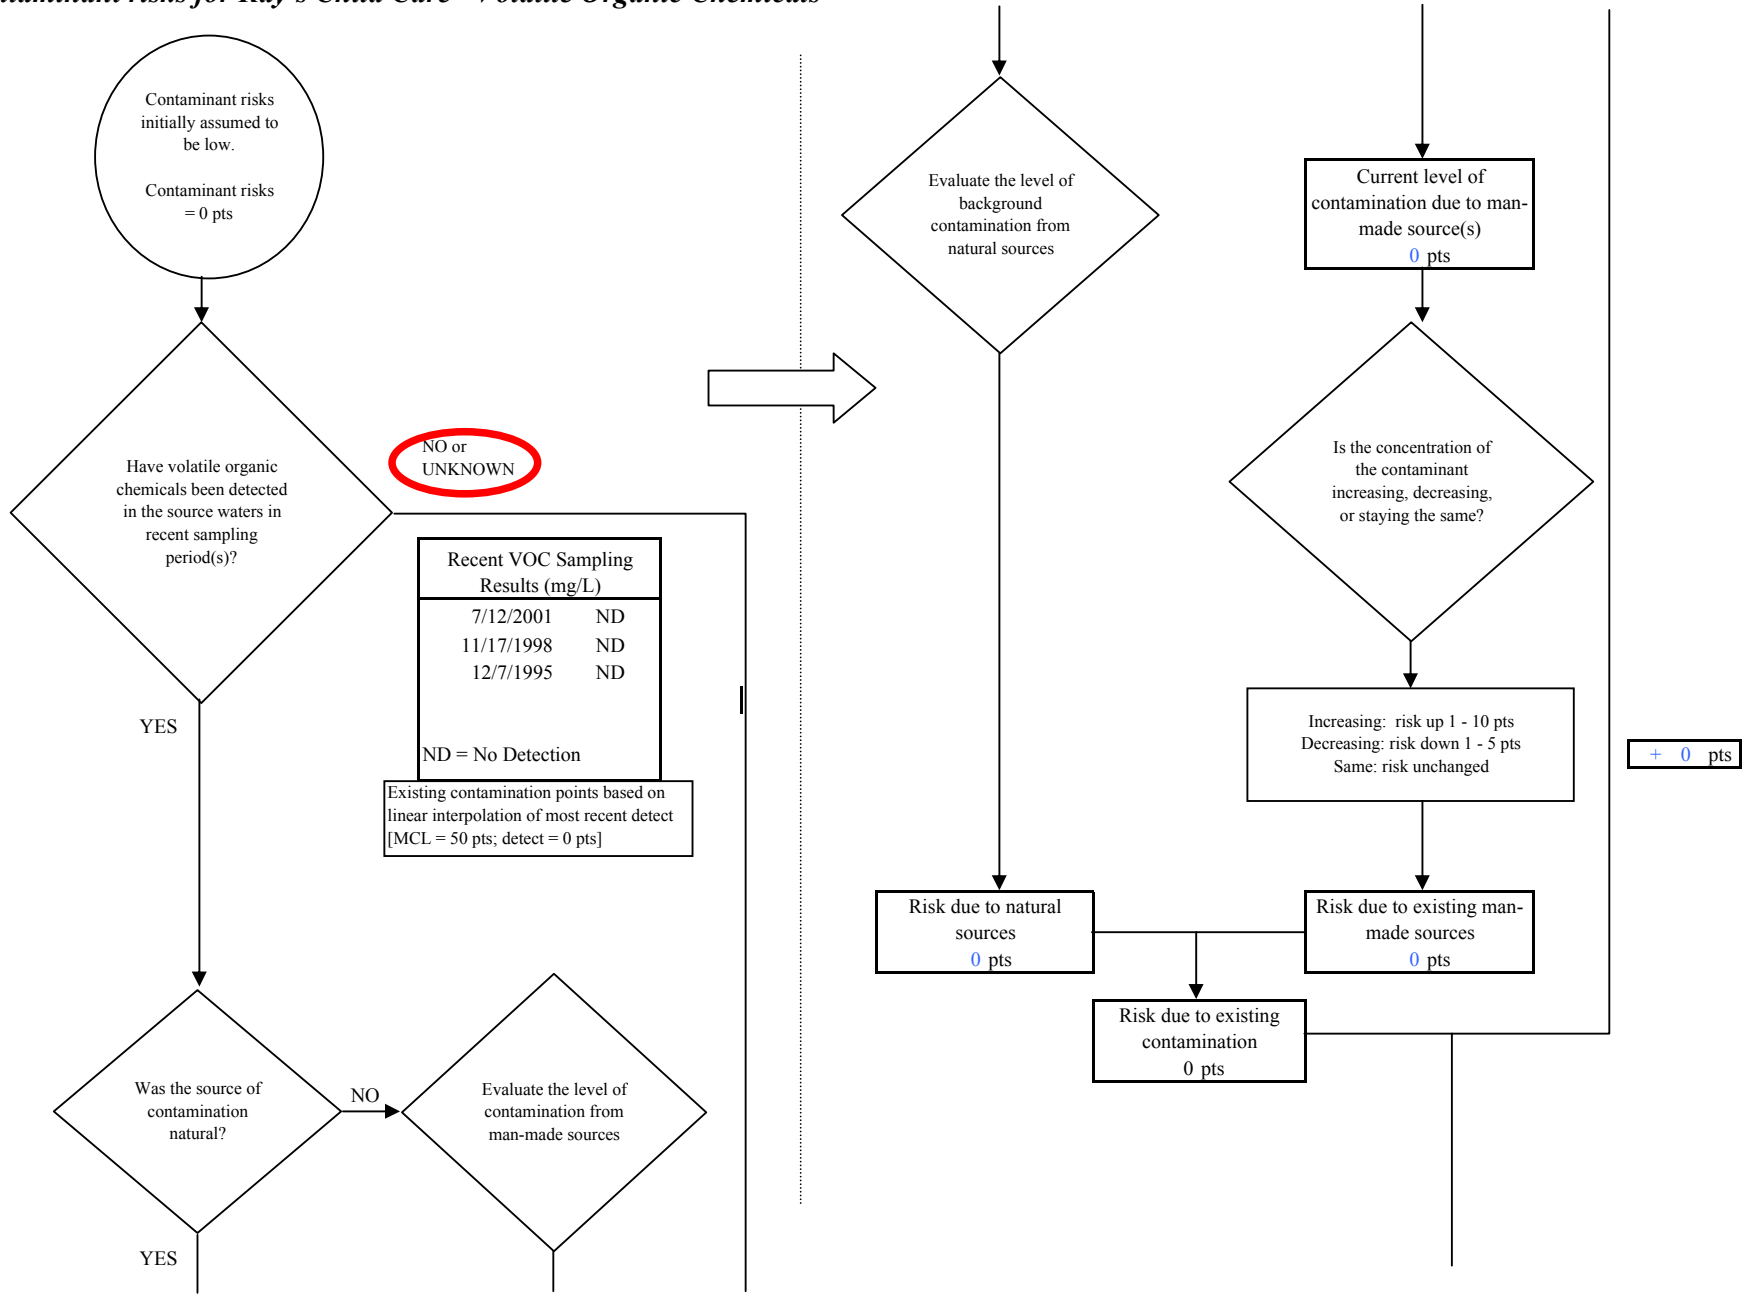 for Kay's Child Care - Volatile Organic Chemicals
Contaminant risks
initially assumed to
be low.
Contaminant risks
= 0 pts
Have volatile organic
chemicals been detected
in the source waters in
recent sampling
period(s)?
NO or
UNKNOWN
Recent VOC Sampling
Results (mg/L)
7/12/2001 ND
11/17/1998 ND
12/7/1995 ND
ND = No Detection
Existing contamination points based on
linear interpolation of most recent detect
[MCL = 50 pts; detect = 0 pts]
YES
Was the source of
contamination
natural?
NO
Evaluate the level of
contamination from
man-made sources
YES
Evaluate the level of
background
contamination from
natural sources
Current level of
contamination due to man-
made source(s)
0 pts
Is the concentration of
the contaminant
increasing, decreasing,
or staying the same?
Increasing: risk up 1 - 10 pts
Decreasing: risk down 1 - 5 pts
Same: risk unchanged
+ 0 pts
Risk due to natural
sources
0 pts
Risk due to existing man-
made sources
0 pts
Risk due to existing
contamination
0 pts